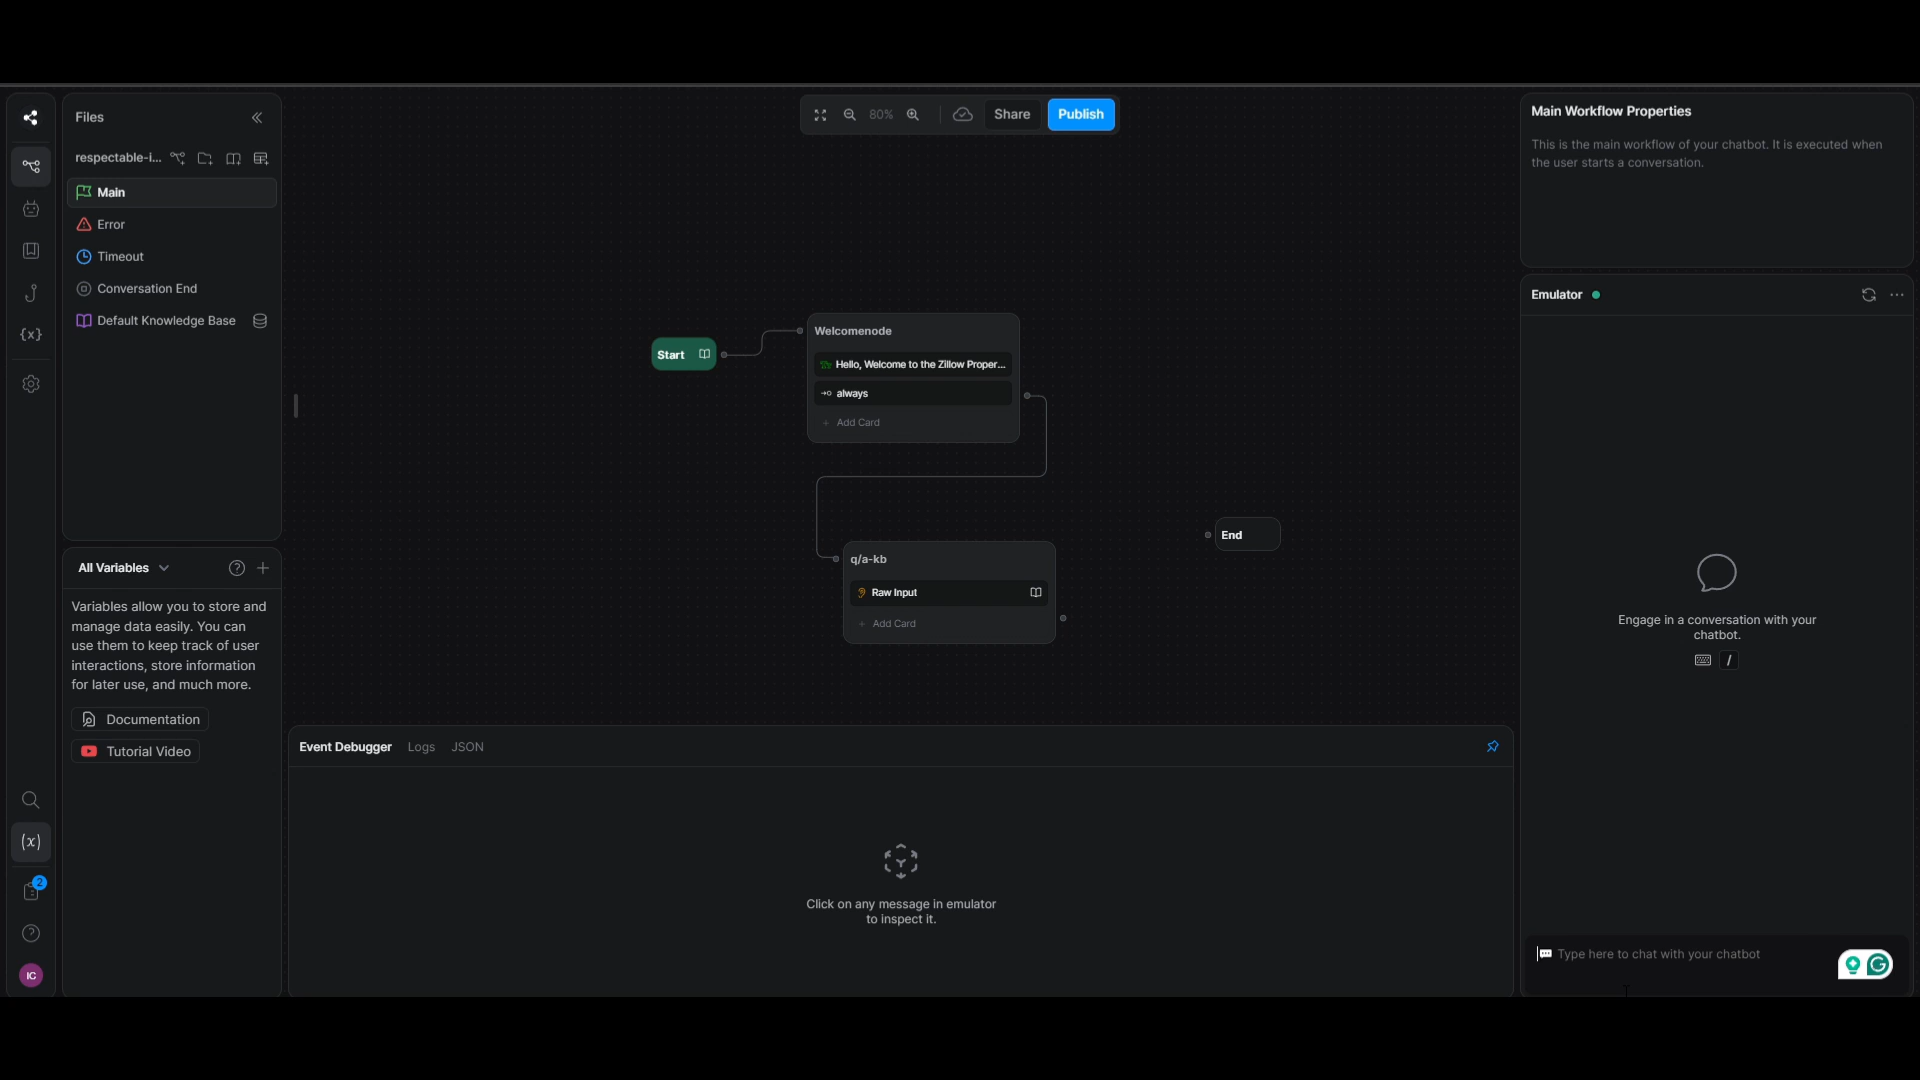 Files
respectable-i...
Main
Error
Timeout
Conversation End
Default Knowledge Base
80%
Share
Publish
Start
Welcomenode
Hello, Welcome to the Zillow Proper...
always
+ Add Card
q/a-kb
Raw Input
+ Add Card
End
All Variables
Variables allow you to store and
manage data easily. You can
use them to keep track of user
interactions, store information
for later use, and much more.
Documentation
Tutorial Video
2
IC
Event Debugger Logs JSON
Click on any message in emulator
to inspect it.
Main Workflow Properties
This is the main workflow of your chatbot. It is executed when
the user starts a conversation.
Emulator
Engage in a conversation with your
chatbot.
/
Type here to chat with your chatbot